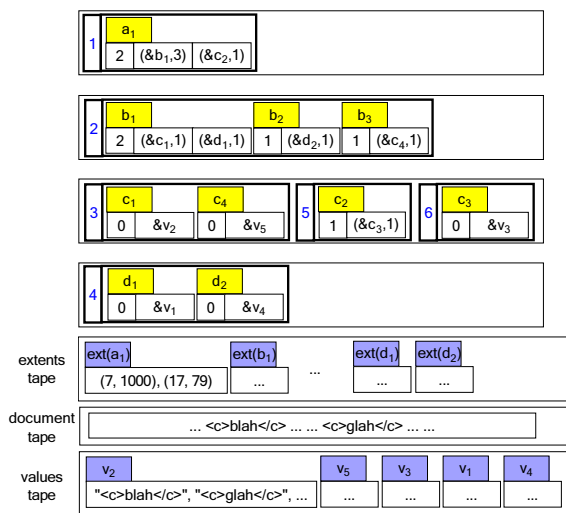 a1
1 2 (&b1,3) (&c2,1)
b1 b2 b3
2 2 (&c1,1) (&d1,1) 1 (&d2,1) 1 (&c4,1)
c1 c4 c2 c3
3 0 &v2 0 &v5 5 1 (&c3,1) 6 0 &v3
d1 d2
4 0 &v1 0 &v4
extents tape
ext(a1) ext(b1) ... ext(d1) ext(d2)
(7, 1000), (17, 79) ... ... ...
document tape
... <c>blah</c> ... ... <c>glah</c> ... ...
values tape
v2 v5 v3 v1 v4
"<c>blah</c>", "<c>glah</c>", ... ... ... ... ...